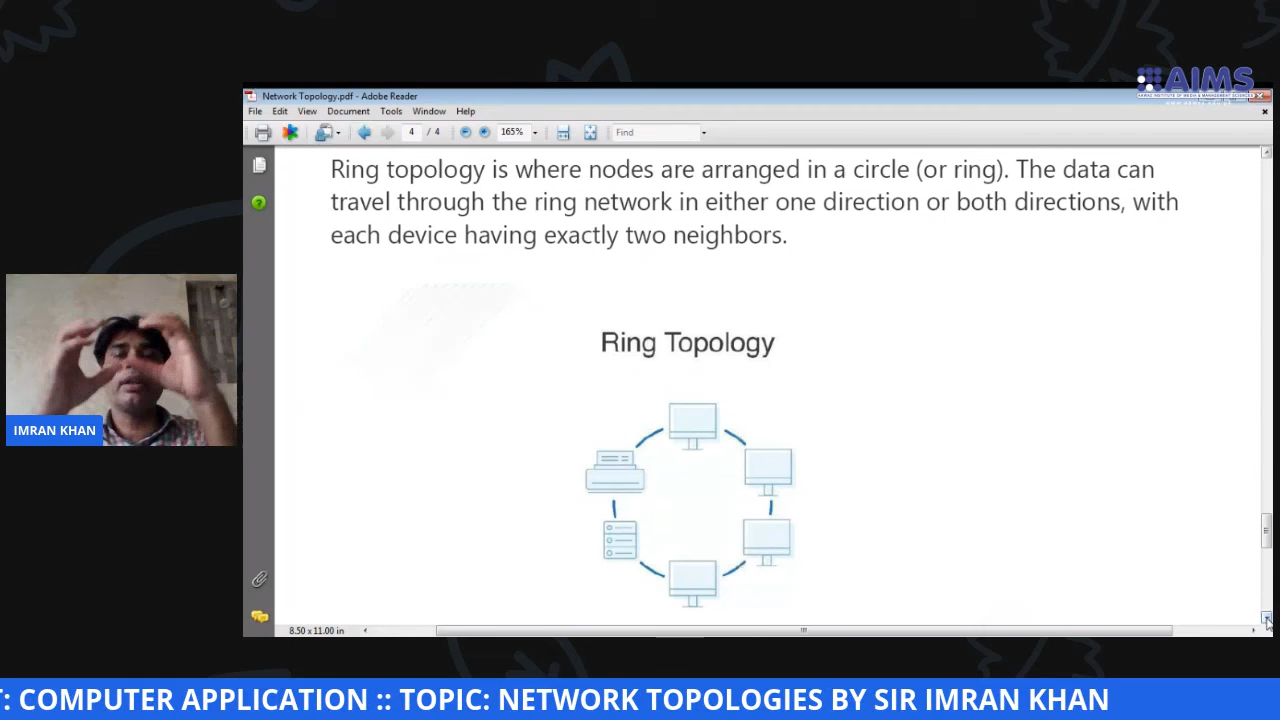 AIMS
Network Topology.pdf - Adobe Reader
File Edit View Document Tools Window Help
4 / 4 165% Find
Ring topology is where nodes are arranged in a circle (or ring). The data can
travel through the ring network in either one direction or both directions, with
each device having exactly two neighbors.
Ring Topology
IMRAN KHAN
8.50 x 11.00 in
T: COMPUTER APPLICATION :: TOPIC: NETWORK TOPOLOGIES BY SIR IMRAN KHAN